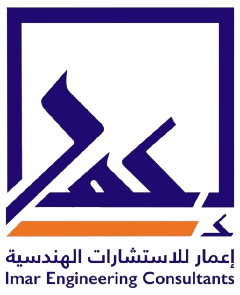 إعمار للاستشارات الهندسية
Imar Engineering Consultants